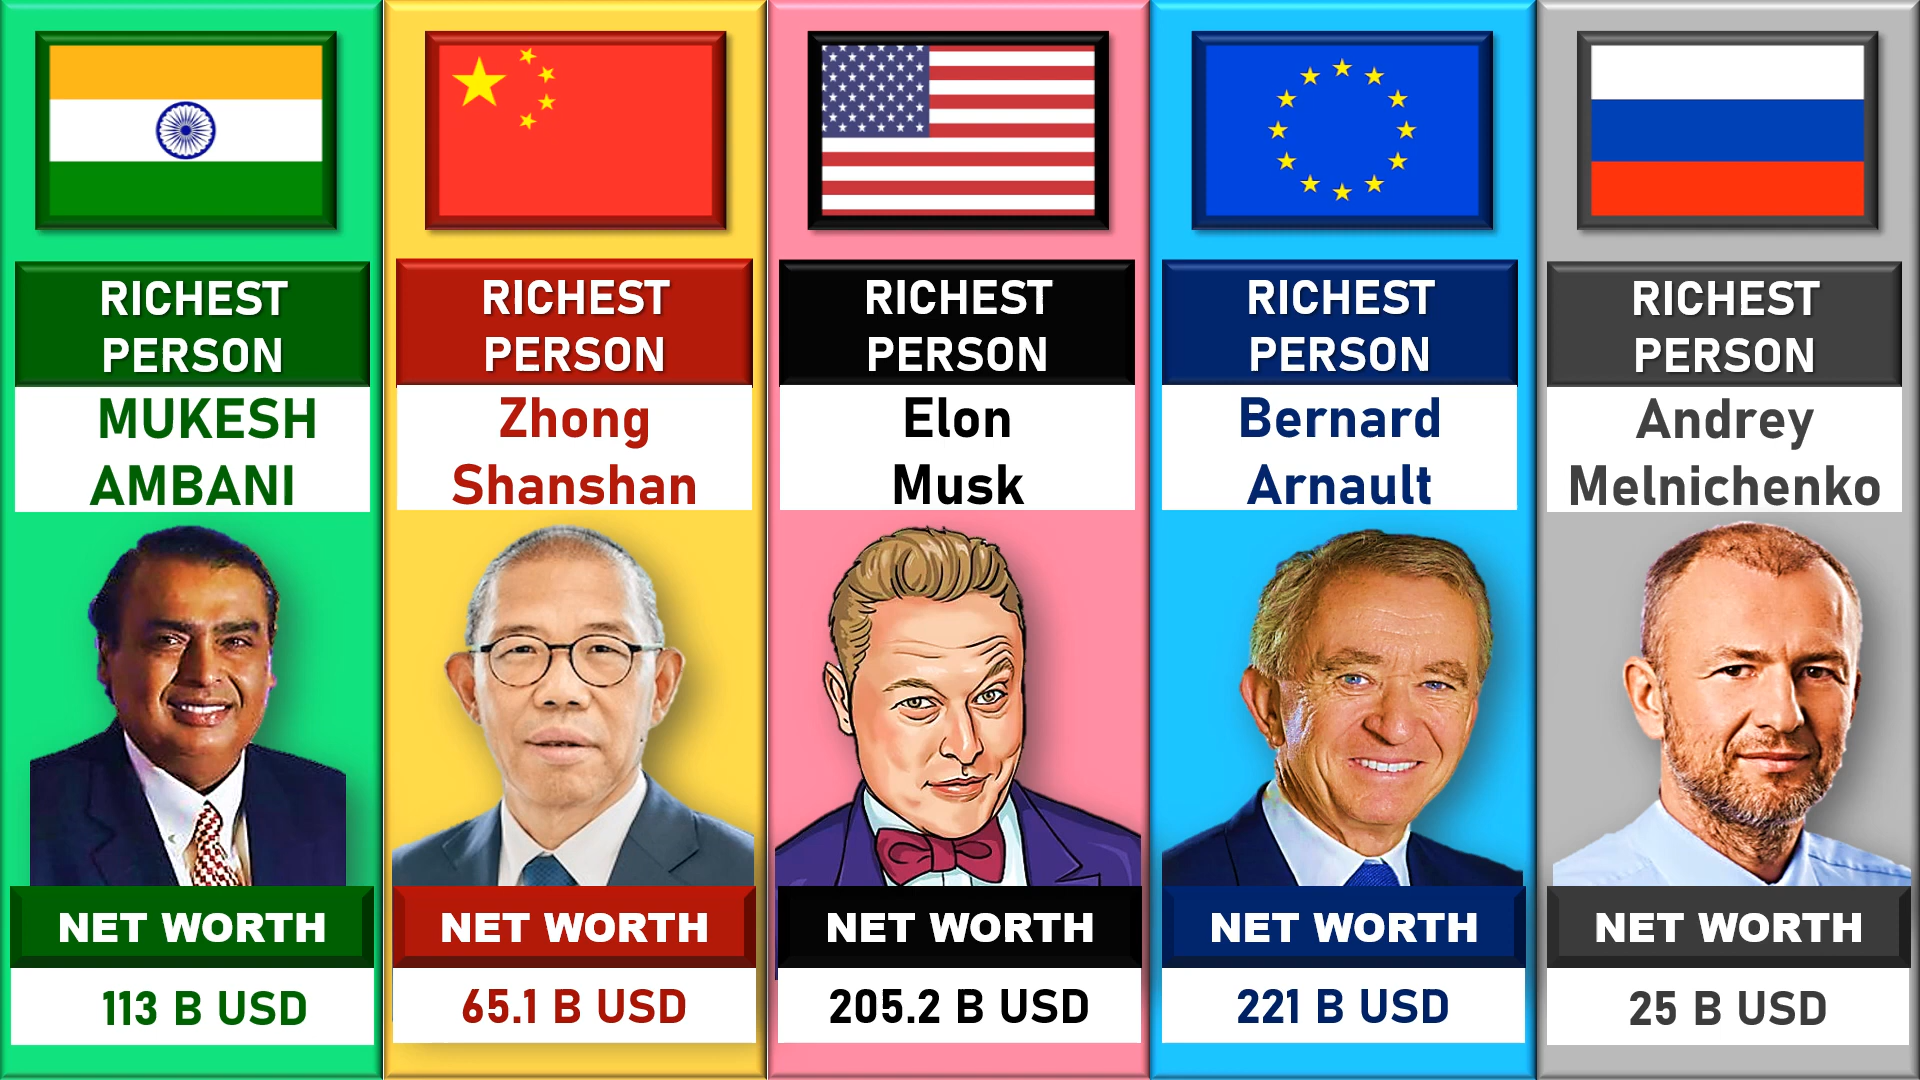 RICHEST
PERSON
MUKESH
AMBANI
NET WORTH
113 B USD
RICHEST
PERSON
Zhong
Shanshan
NET WORTH
65.1 B USD
RICHEST
PERSON
Elon
Musk
NET WORTH
205.2 B USD
RICHEST
PERSON
Bernard
Arnault
NET WORTH
221 B USD
RICHEST
PERSON
Andrey
Melnichenko
NET WORTH
25 B USD